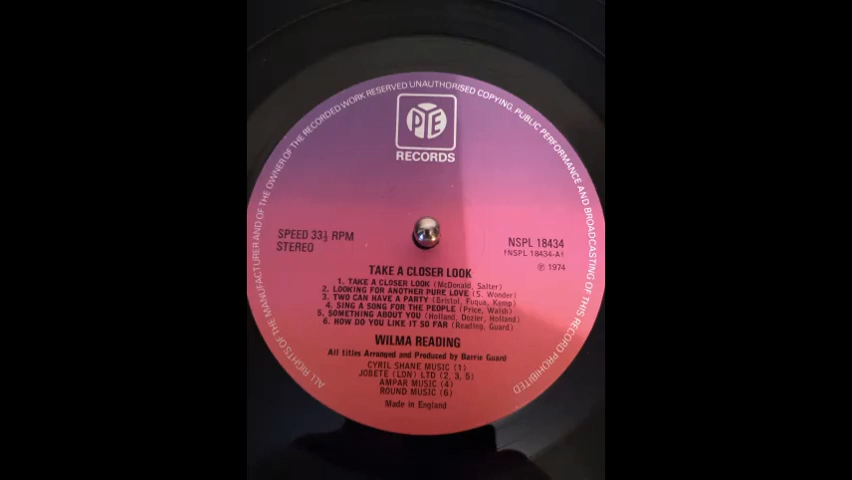 ALL RIGHTS OF THE MANUFACTURER AND OF THE OWNER OF THE RECORDED WORK RESERVED UNAUTHORISED COPYING, PUBLIC PERFORMANCE AND BROADCASTING OF THIS RECORD PROHIBITED
PYE
RECORDS
SPEED 33⅓ RPM
STEREO
NSPL 18434
(NSPL 18434-A)
℗ 1974
TAKE A CLOSER LOOK
1. TAKE A CLOSER LOOK (McDonald, Salter)
2. LOOKING FOR ANOTHER PURE LOVE (S. Wonder)
3. TWO CAN HAVE A PARTY (Bristol, Fuqua, Kemp)
4. SING A SONG FOR THE PEOPLE (Price, Walsh)
5. SOMETHING ABOUT YOU (Holland, Dozier, Holland)
6. HOW DO YOU LIKE IT SO FAR (Reading, Guard)
WILMA READING
All titles Arranged and Produced by Barrie Guard
CYRIL SHANE MUSIC (1)
JOBETE (LDN) LTD (2, 3, 5)
AMPAR MUSIC (4)
ROUND MUSIC (6)
Made in England